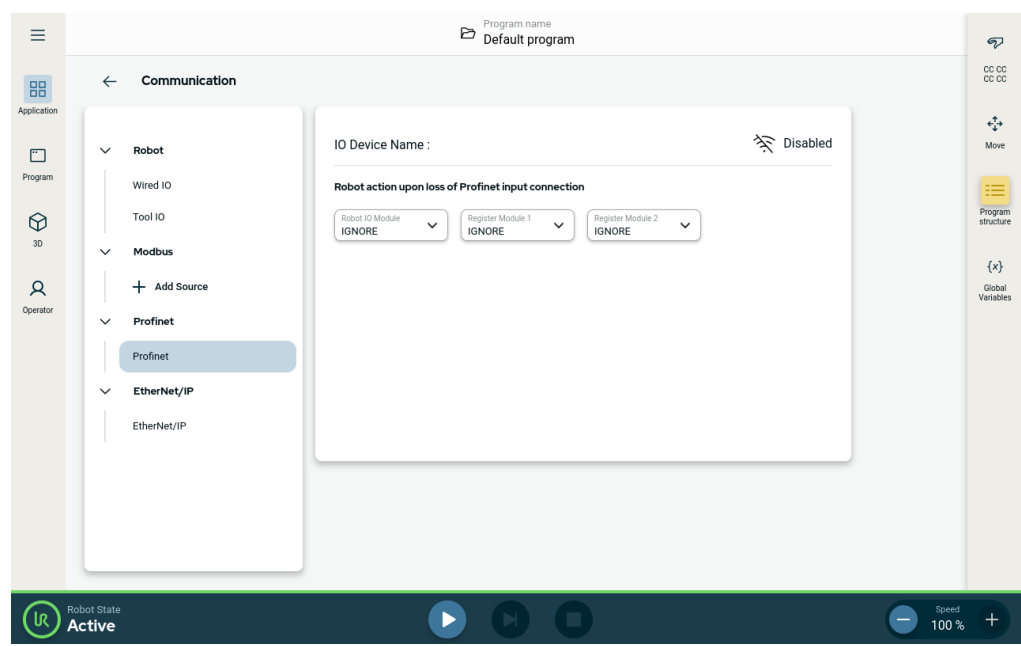 Program name
Default program
Application
Program
3D
Operator
Communication
Robot
Wired IO
Tool IO
Modbus
Add Source
Profinet
Profinet
EtherNet/IP
EtherNet/IP
IO Device Name :
Disabled
Robot action upon loss of Profinet input connection
Robot IO Module
IGNORE
Register Module 1
IGNORE
Register Module 2
IGNORE
CC CC
CC CC
Move
Program
structure
{x}
Global
Variables
UR
Robot State
Active
Speed
100 %